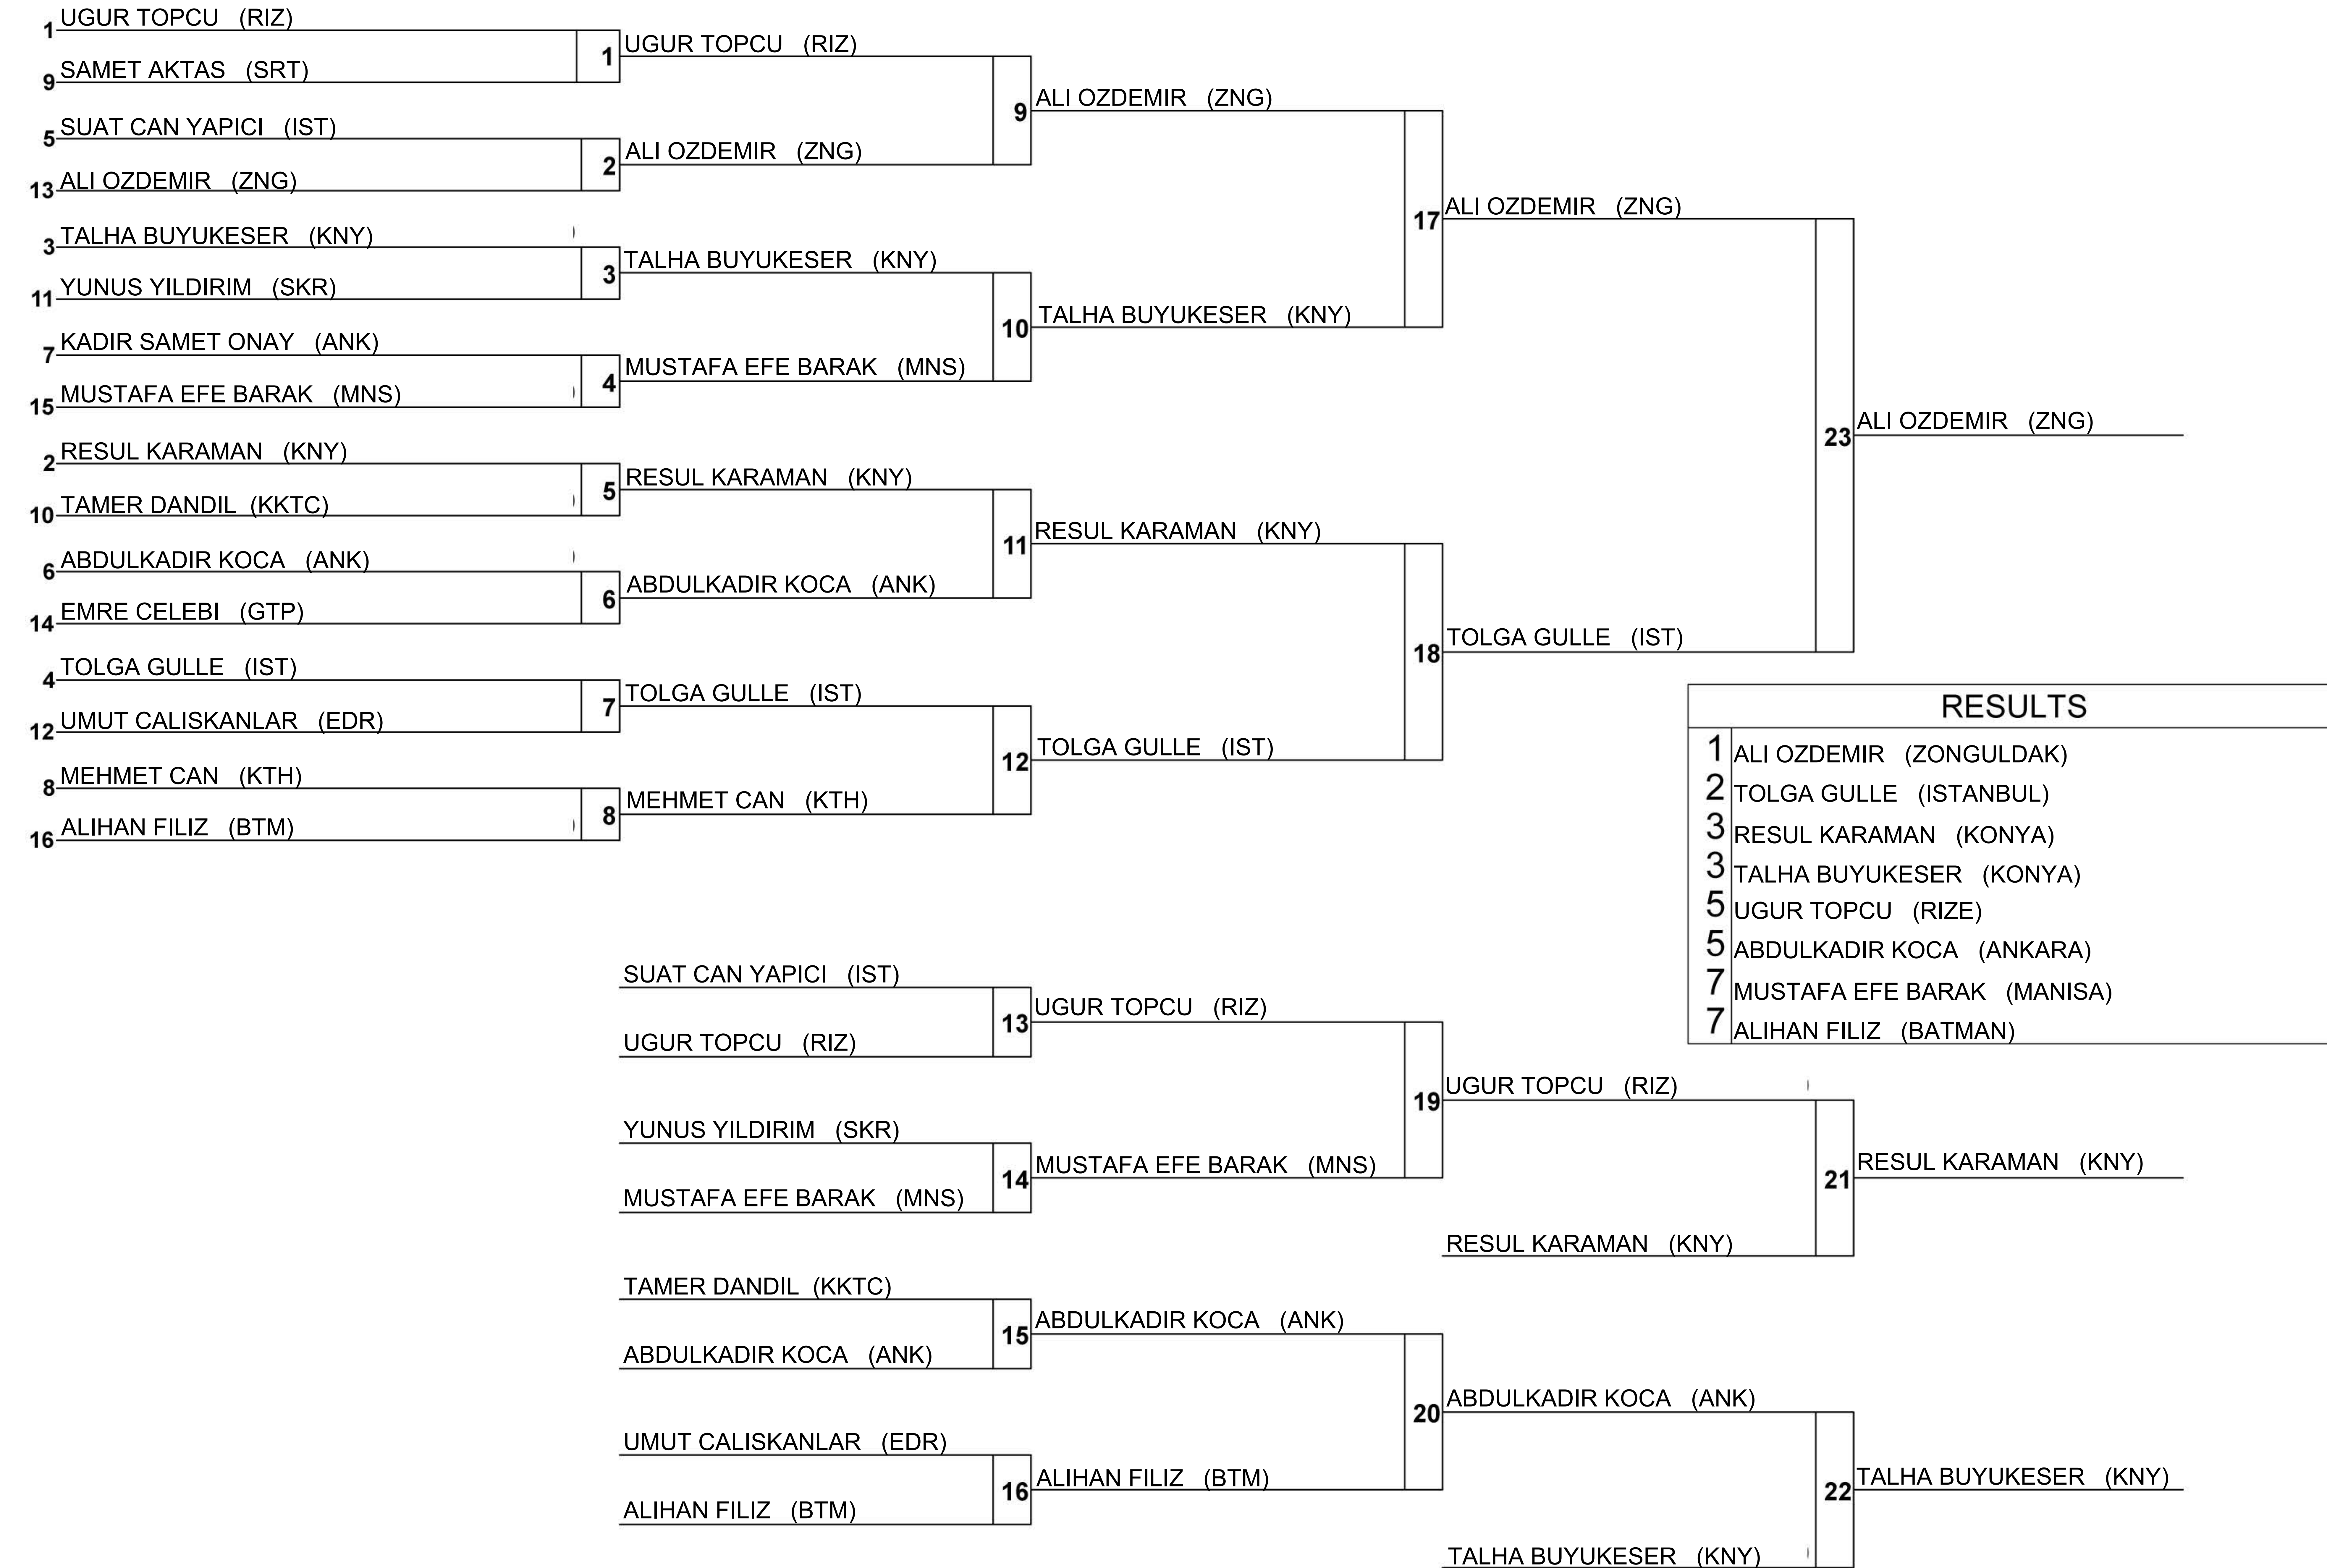 1 UGUR TOPCU (RIZ)
9 SAMET AKTAS (SRT)
1 UGUR TOPCU (RIZ)
5 SUAT CAN YAPICI (IST)
13 ALI OZDEMIR (ZNG)
2 ALI OZDEMIR (ZNG)
9 ALI OZDEMIR (ZNG)
3 TALHA BUYUKESER (KNY)
11 YUNUS YILDIRIM (SKR)
3 TALHA BUYUKESER (KNY)
7 KADIR SAMET ONAY (ANK)
15 MUSTAFA EFE BARAK (MNS)
4 MUSTAFA EFE BARAK (MNS)
10 TALHA BUYUKESER (KNY)
17 ALI OZDEMIR (ZNG)
2 RESUL KARAMAN (KNY)
10 TAMER DANDIL (KKTC)
5 RESUL KARAMAN (KNY)
6 ABDULKADIR KOCA (ANK)
14 EMRE CELEBI (GTP)
6 ABDULKADIR KOCA (ANK)
11 RESUL KARAMAN (KNY)
4 TOLGA GULLE (IST)
12 UMUT CALISKANLAR (EDR)
7 TOLGA GULLE (IST)
8 MEHMET CAN (KTH)
16 ALIHAN FILIZ (BTM)
8 MEHMET CAN (KTH)
12 TOLGA GULLE (IST)
18 TOLGA GULLE (IST)
23 ALI OZDEMIR (ZNG)
RESULTS
1 ALI OZDEMIR (ZONGULDAK)
2 TOLGA GULLE (ISTANBUL)
3 RESUL KARAMAN (KONYA)
3 TALHA BUYUKESER (KONYA)
5 UGUR TOPCU (RIZE)
5 ABDULKADIR KOCA (ANKARA)
7 MUSTAFA EFE BARAK (MANISA)
7 ALIHAN FILIZ (BATMAN)
SUAT CAN YAPICI (IST)
UGUR TOPCU (RIZ)
13 UGUR TOPCU (RIZ)
YUNUS YILDIRIM (SKR)
MUSTAFA EFE BARAK (MNS)
14 MUSTAFA EFE BARAK (MNS)
19 UGUR TOPCU (RIZ)
RESUL KARAMAN (KNY)
21 RESUL KARAMAN (KNY)
TAMER DANDIL (KKTC)
ABDULKADIR KOCA (ANK)
15 ABDULKADIR KOCA (ANK)
UMUT CALISKANLAR (EDR)
ALIHAN FILIZ (BTM)
16 ALIHAN FILIZ (BTM)
20 ABDULKADIR KOCA (ANK)
TALHA BUYUKESER (KNY)
22 TALHA BUYUKESER (KNY)